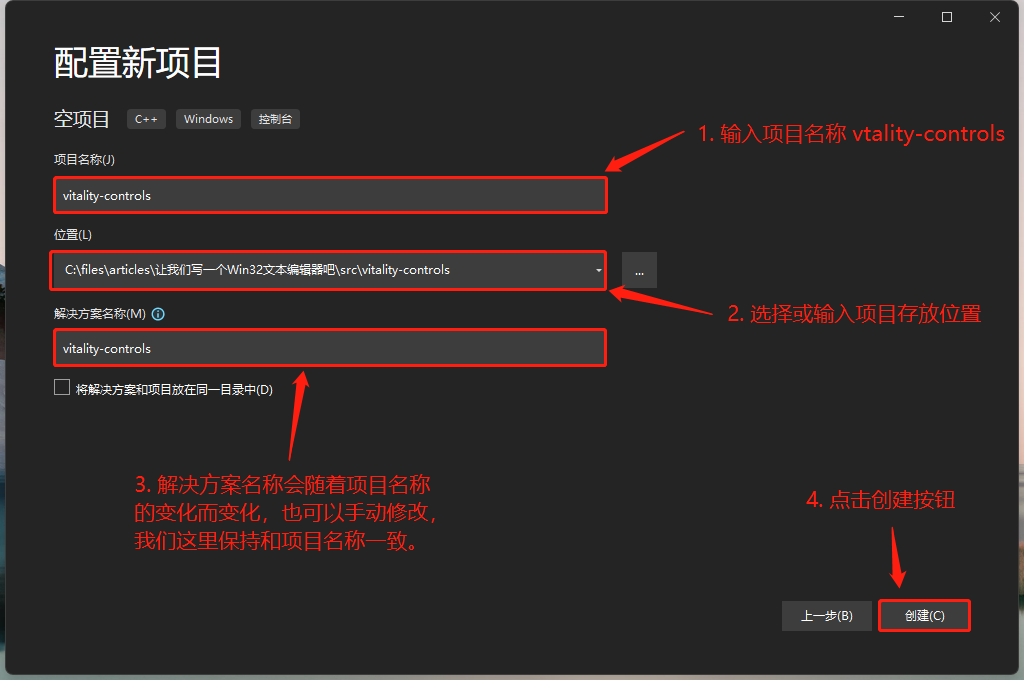 配置新项目
空项目 C++ Windows 控制台
1. 输入项目名称 vtality-controls
项目名称(J)
vitality-controls
位置(L)
C:\files\articles\让我们写一个Win32文本编辑器吧\src\vitality-controls
...
2. 选择或输入项目存放位置
解决方案名称(M)
vitality-controls
将解决方案和项目放在同一目录中(D)
3. 解决方案名称会随着项目名称
的变化而变化，也可以手动修改，
我们这里保持和项目名称一致。
4. 点击创建按钮
上一步(B)
创建(C)